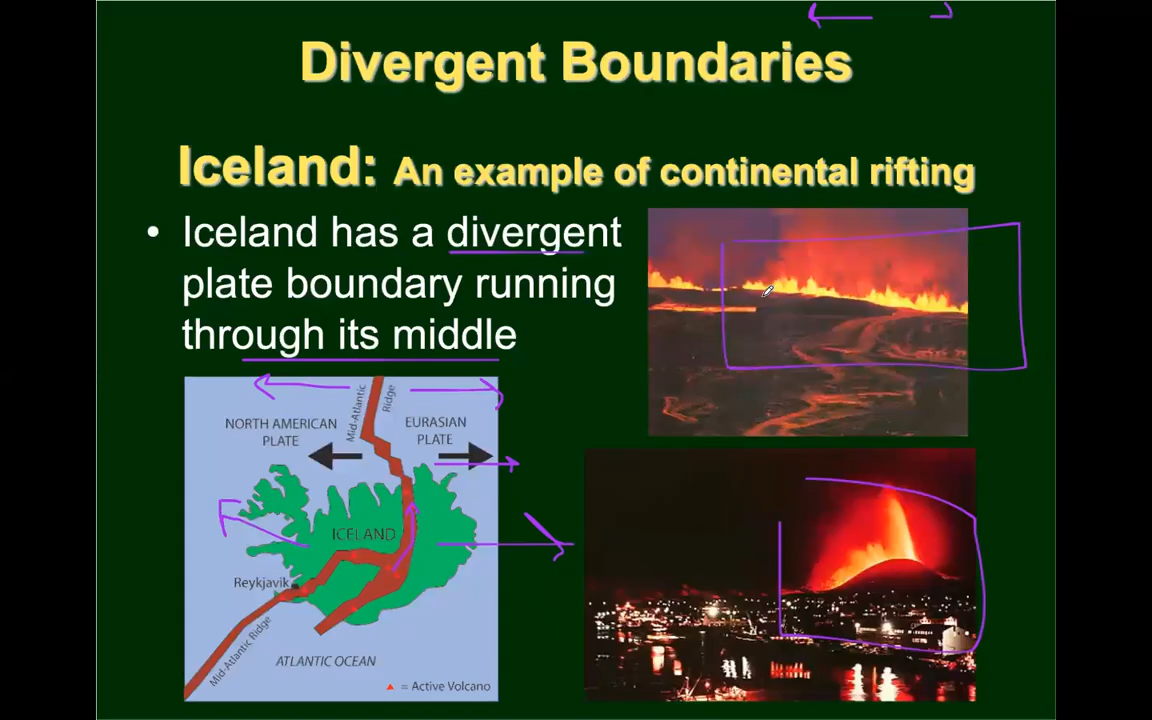 Divergent Boundaries
Iceland: An example of continental rifting
• Iceland has a divergent
plate boundary running
through its middle
Mid-Atlantic
Ridge
NORTH AMERICAN
PLATE
EURASIAN
PLATE
ICELAND
Reykjavik
Mid-Atlantic Ridge
ATLANTIC OCEAN
= Active Volcano